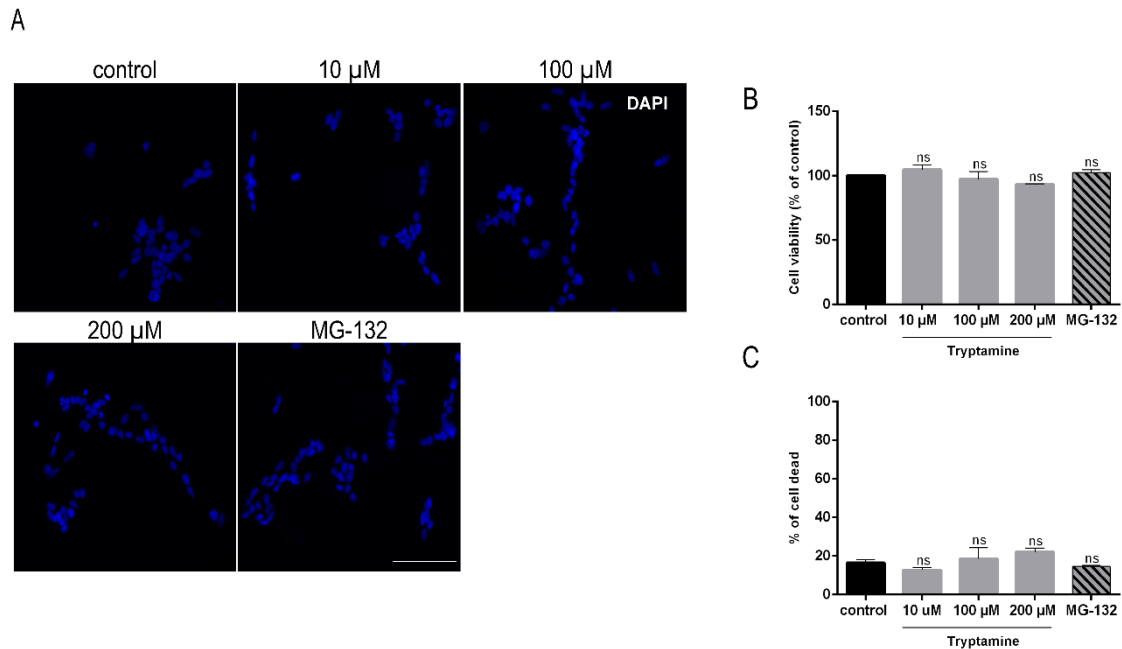 A
control
10 µM
100 µM
DAPI
200 µM
MG-132
B
Cell viability (% of control)
150
100
50
0
ns
ns
ns
ns
control
10 µM
100 µM
200 µM
MG-132
Tryptamine
C
% of cell dead
100
80
60
40
20
0
ns
ns
ns
ns
control
10 uM
100 µM
200 µM
MG-132
Tryptamine